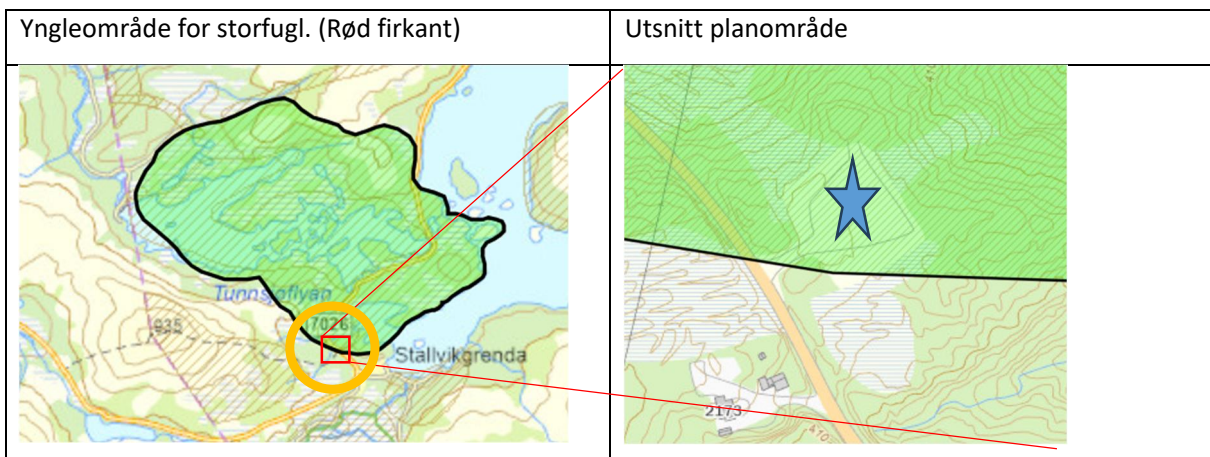 Yngleområde for storfugl. (Rød firkant)
Utsnitt planområde
Tunnsjøflyan
935
7026
Stallvikgrenda
2173